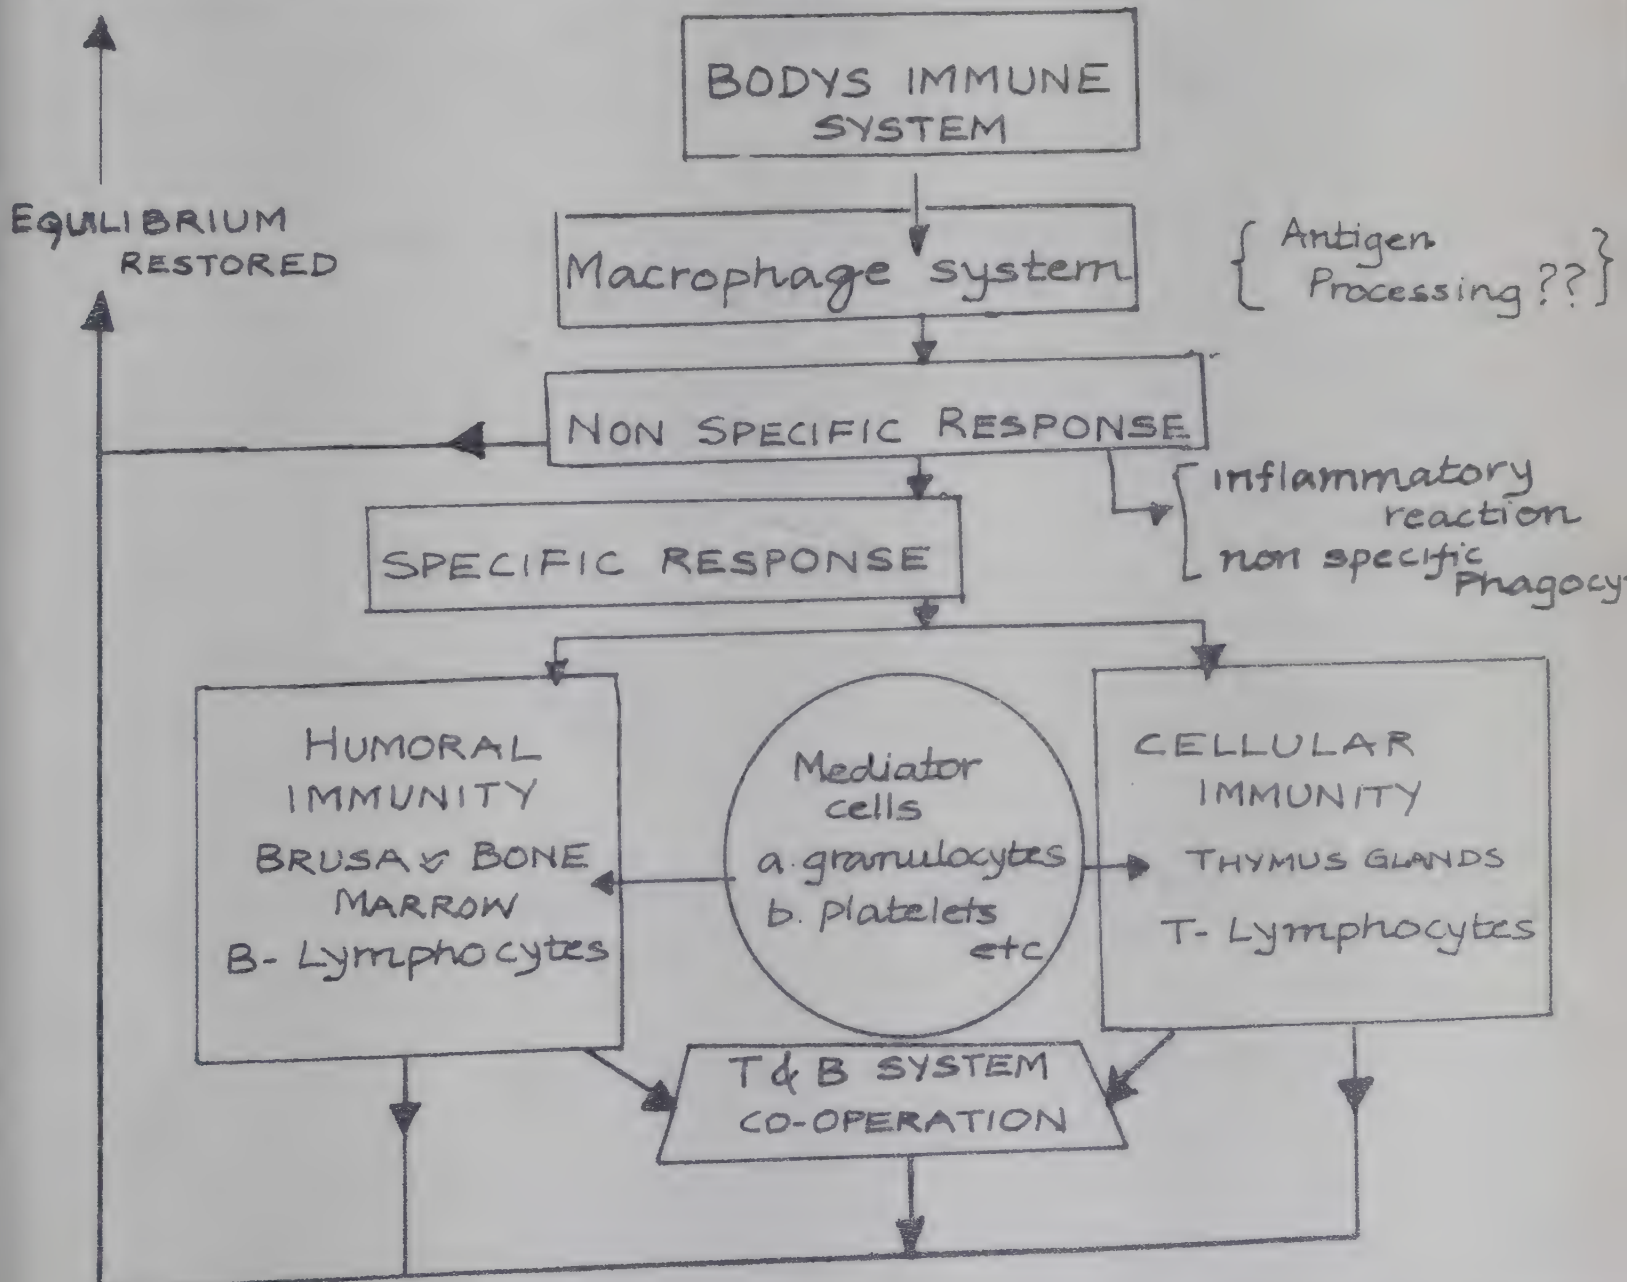 BODYS IMMUNE
SYSTEM
EQUILIBRIUM
RESTORED
Macrophage system
{ Antigen
Processing ?? }
NON SPECIFIC RESPONSE
inflammatory
reaction
non specific
Phagocy
SPECIFIC RESPONSE
HUMORAL
IMMUNITY
BRUSA & BONE
MARROW
B- Lymphocytes
Mediator
cells
a. granulocytes
b. platelets
etc
CELLULAR
IMMUNITY
THYMUS GLANDS
T- Lymphocytes
T & B SYSTEM
CO-OPERATION